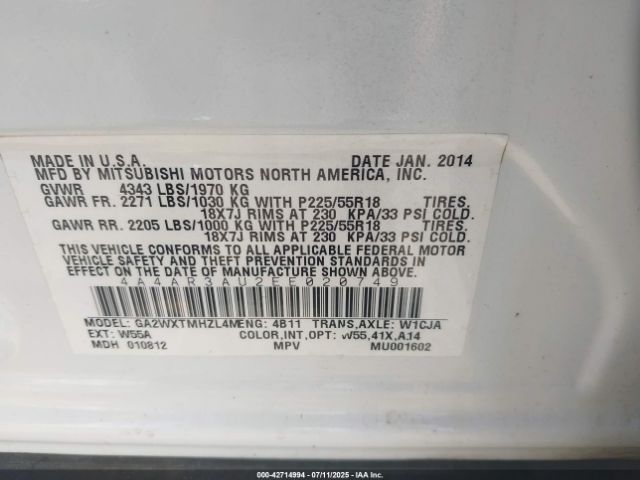 MADE IN U.S.A. DATE JAN. 2014
MFD BY MITSUBISHI MOTORS NORTH AMERICA, INC.
GVWR 4343 LBS/1970 KG
GAWR FR. 2271 LBS/1030 KG WITH P225/55R18 TIRES.
18X7J RIMS AT 230 KPA/33 PSI COLD.
GAWR RR. 2205 LBS/1000 KG WITH P225/55R18 TIRES.
18X7J RIMS AT 230 KPA/33 PSI COLD.
THIS VEHICLE CONFORMS TO ALL APPLICABLE FEDERAL MOTOR
VEHICLE SAFETY AND THEFT PREVENTION STANDARDS IN
EFFECT ON THE DATE OF MANUFACTURE SHOWN ABOVE.
4A4AR3AU2EE020749
MODEL: GA2WXTMHZL4M ENG: 4B11 TRANS,AXLE: W1CJA
EXT: W55A COLOR,INT,OPT: W55,41X,A14
MDH 010812 MPV MU001602
000-42714994 - 07/11/2025 - IAAI.COM